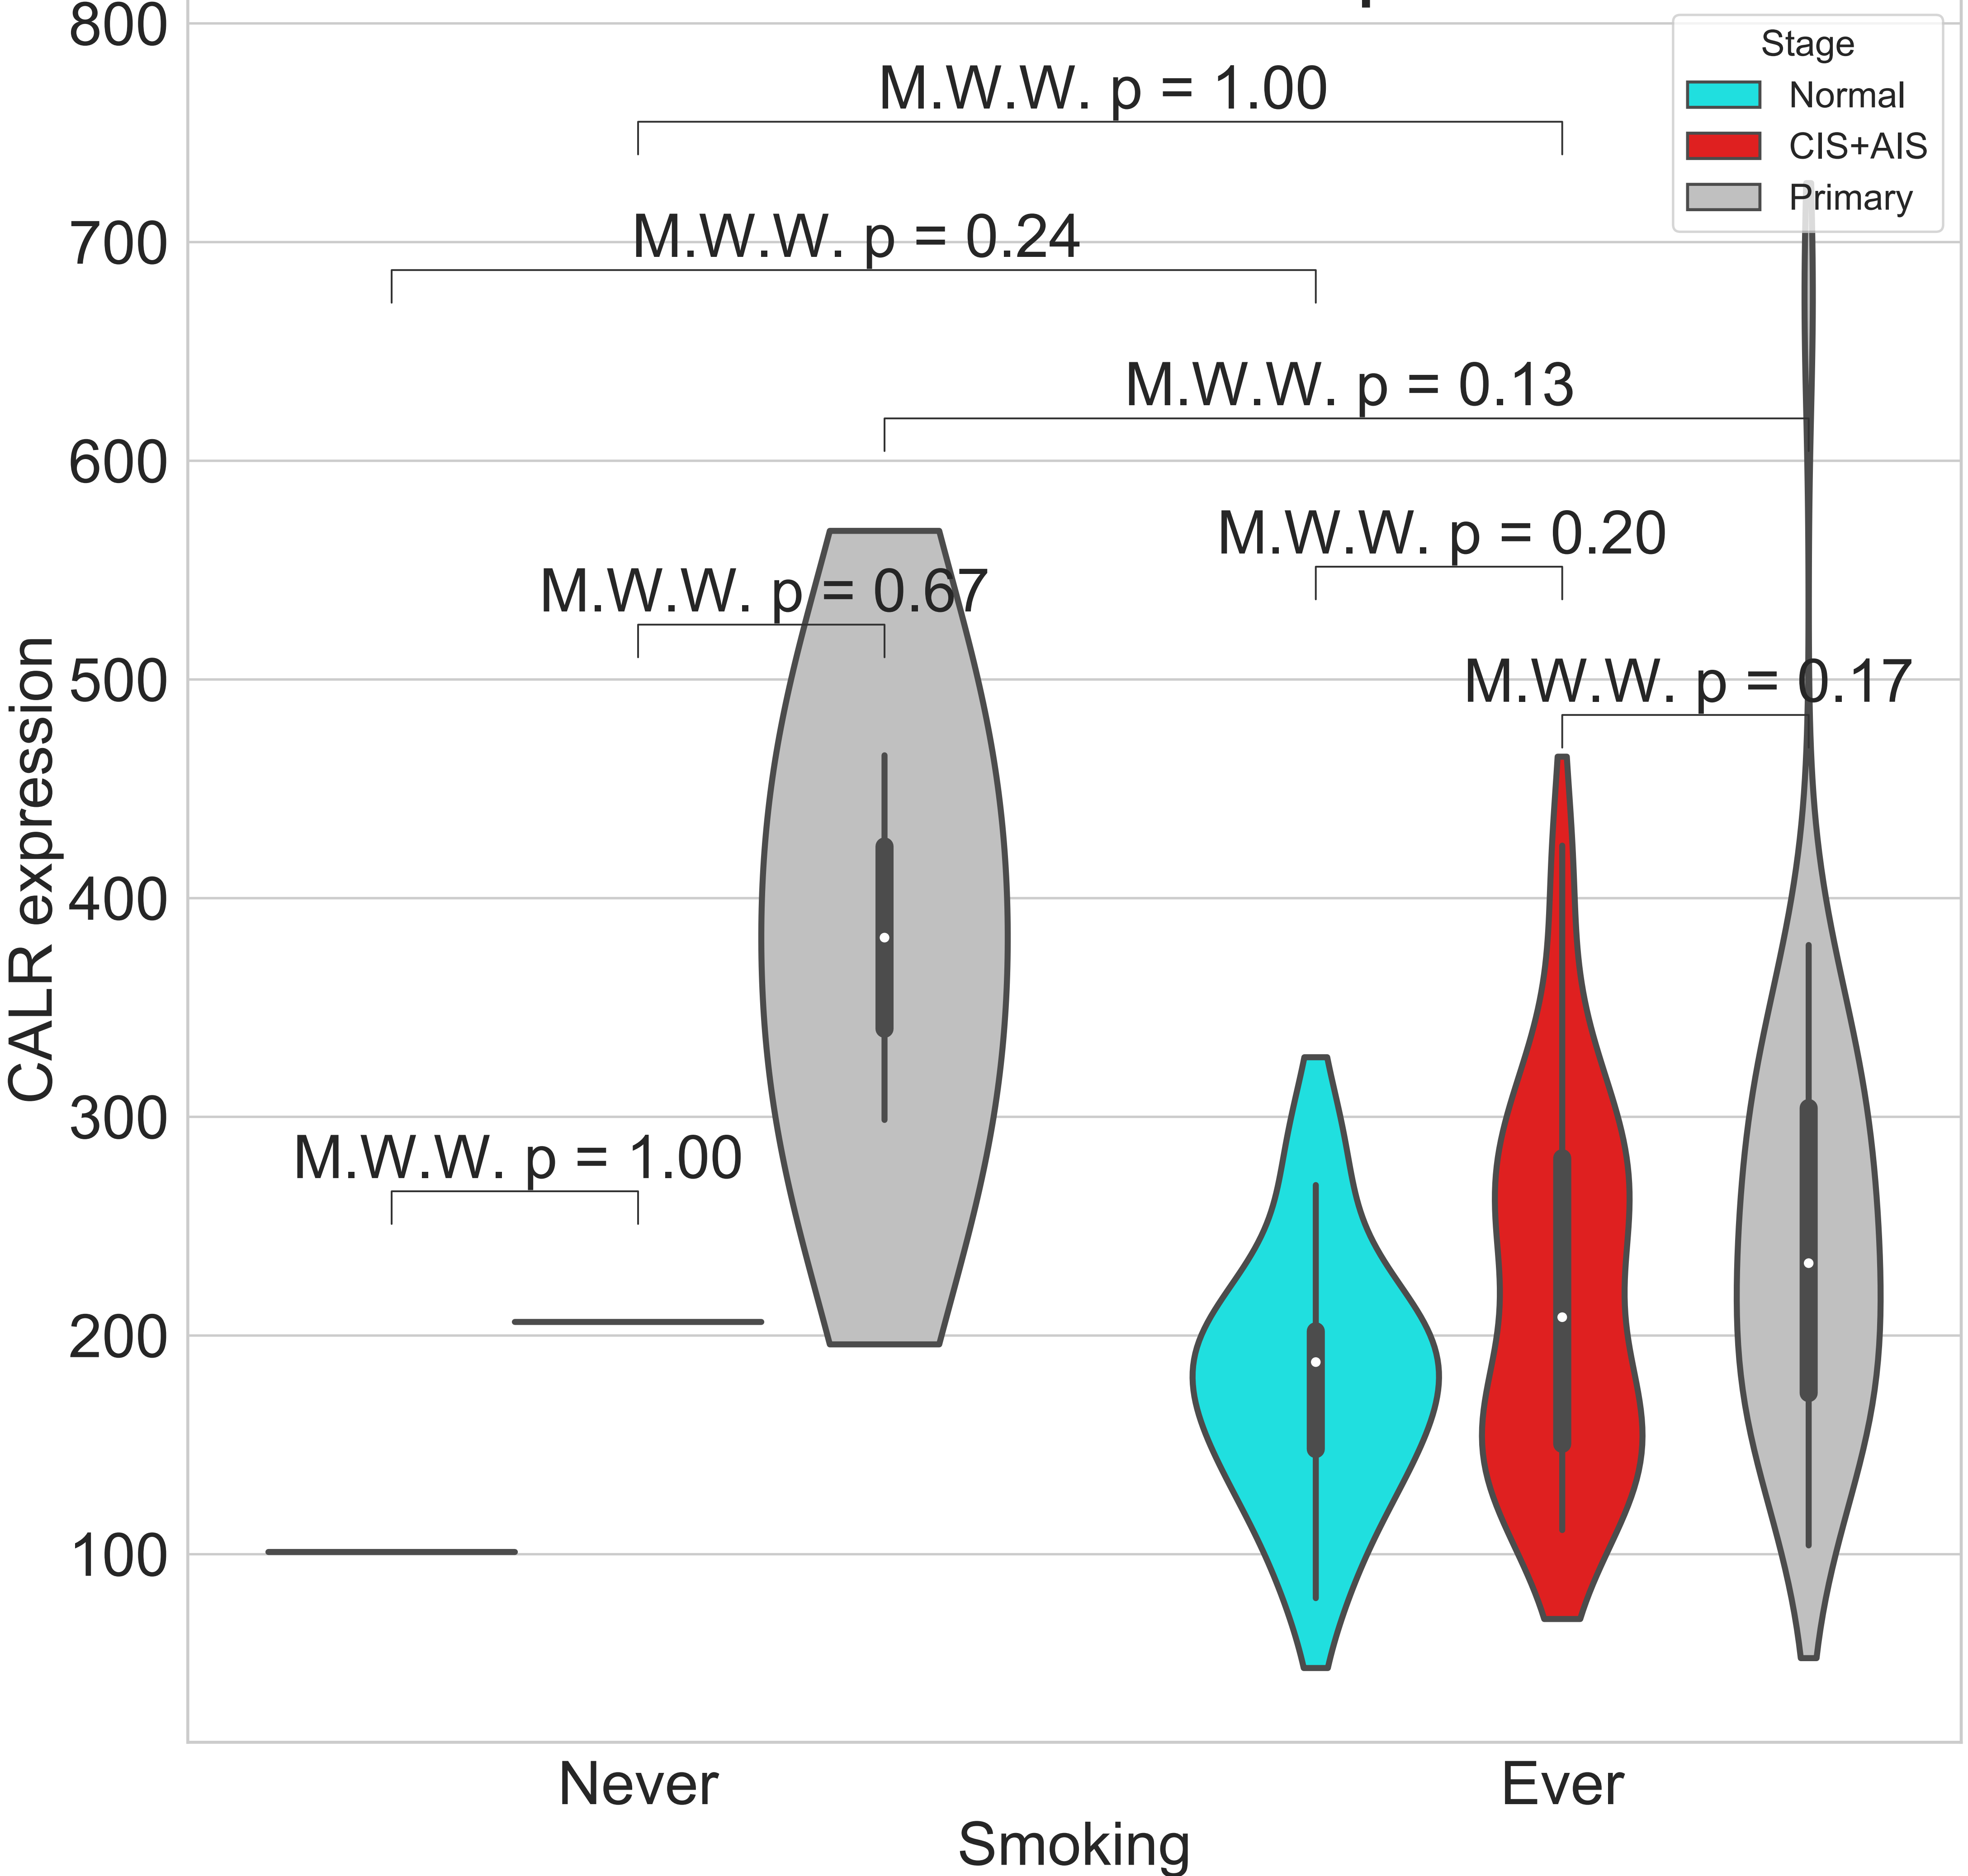 800
700
600
500
400
300
200
100
CALR expression
M.W.W. p = 1.00
M.W.W. p = 0.24
M.W.W. p = 0.13
M.W.W. p = 0.20
M.W.W. p = 0.67
M.W.W. p = 0.17
M.W.W. p = 1.00
Stage
Normal
CIS+AIS
Primary
Never
Ever
Smoking